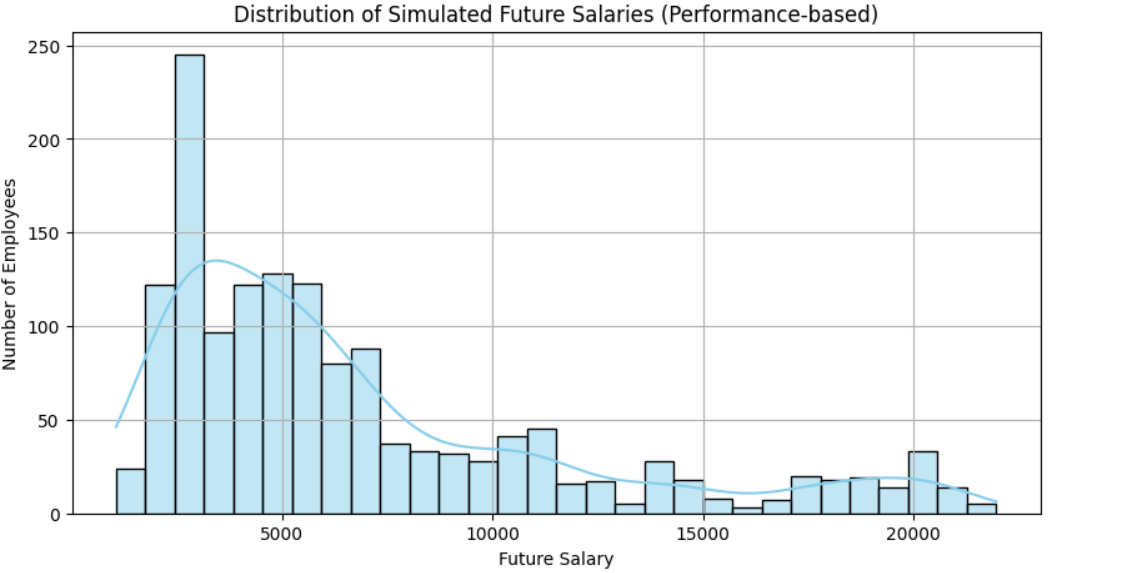 Distribution of Simulated Future Salaries (Performance-based)
250
200
150
100
50
0
Number of Employees
5000 10000 15000 20000
Future Salary